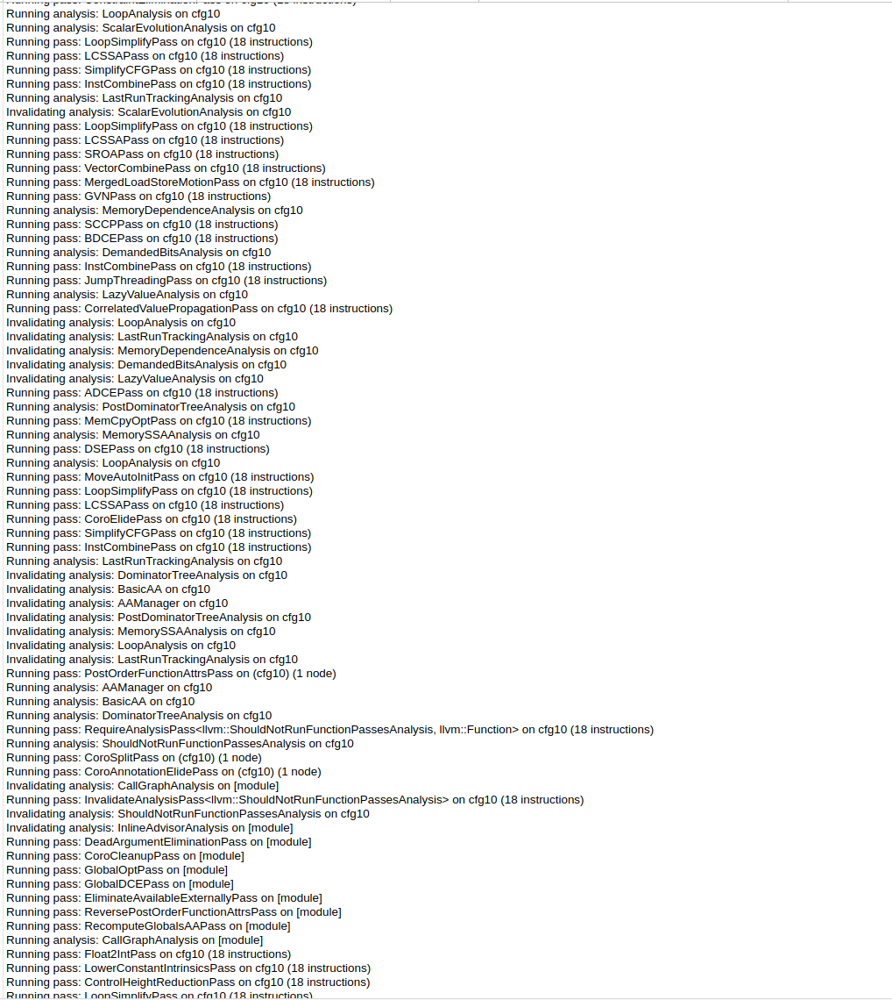 Running pass: ConstraintEliminationPass on cfg10 (18 instructions)
Running analysis: LoopAnalysis on cfg10
Running analysis: ScalarEvolutionAnalysis on cfg10
Running pass: LoopSimplifyPass on cfg10 (18 instructions)
Running pass: LCSSAPass on cfg10 (18 instructions)
Running pass: SimplifyCFGPass on cfg10 (18 instructions)
Running pass: InstCombinePass on cfg10 (18 instructions)
Running analysis: LastRunTrackingAnalysis on cfg10
Invalidating analysis: ScalarEvolutionAnalysis on cfg10
Running pass: LoopSimplifyPass on cfg10 (18 instructions)
Running pass: LCSSAPass on cfg10 (18 instructions)
Running pass: SROAPass on cfg10 (18 instructions)
Running pass: VectorCombinePass on cfg10 (18 instructions)
Running pass: MergedLoadStoreMotionPass on cfg10 (18 instructions)
Running pass: GVNPass on cfg10 (18 instructions)
Running analysis: MemoryDependenceAnalysis on cfg10
Running pass: SCCPPass on cfg10 (18 instructions)
Running pass: BDCEPass on cfg10 (18 instructions)
Running analysis: DemandedBitsAnalysis on cfg10
Running pass: InstCombinePass on cfg10 (18 instructions)
Running pass: JumpThreadingPass on cfg10 (18 instructions)
Running analysis: LazyValueAnalysis on cfg10
Running pass: CorrelatedValuePropagationPass on cfg10 (18 instructions)
Invalidating analysis: LoopAnalysis on cfg10
Invalidating analysis: LastRunTrackingAnalysis on cfg10
Invalidating analysis: MemoryDependenceAnalysis on cfg10
Invalidating analysis: DemandedBitsAnalysis on cfg10
Invalidating analysis: LazyValueAnalysis on cfg10
Running pass: ADCEPass on cfg10 (18 instructions)
Running analysis: PostDominatorTreeAnalysis on cfg10
Running pass: MemCpyOptPass on cfg10 (18 instructions)
Running analysis: MemorySSAAnalysis on cfg10
Running pass: DSEPass on cfg10 (18 instructions)
Running analysis: LoopAnalysis on cfg10
Running pass: MoveAutoInitPass on cfg10 (18 instructions)
Running pass: LoopSimplifyPass on cfg10 (18 instructions)
Running pass: LCSSAPass on cfg10 (18 instructions)
Running pass: CoroElidePass on cfg10 (18 instructions)
Running pass: SimplifyCFGPass on cfg10 (18 instructions)
Running pass: InstCombinePass on cfg10 (18 instructions)
Running analysis: LastRunTrackingAnalysis on cfg10
Invalidating analysis: DominatorTreeAnalysis on cfg10
Invalidating analysis: BasicAA on cfg10
Invalidating analysis: AAManager on cfg10
Invalidating analysis: PostDominatorTreeAnalysis on cfg10
Invalidating analysis: MemorySSAAnalysis on cfg10
Invalidating analysis: LoopAnalysis on cfg10
Invalidating analysis: LastRunTrackingAnalysis on cfg10
Running pass: PostOrderFunctionAttrsPass on (cfg10) (1 node)
Running analysis: AAManager on cfg10
Running analysis: BasicAA on cfg10
Running analysis: DominatorTreeAnalysis on cfg10
Running pass: RequireAnalysisPass<llvm::ShouldNotRunFunctionPassesAnalysis, llvm::Function> on cfg10 (18 instructions)
Running analysis: ShouldNotRunFunctionPassesAnalysis on cfg10
Running pass: CoroSplitPass on (cfg10) (1 node)
Running pass: CoroAnnotationElidePass on (cfg10) (1 node)
Invalidating analysis: CallGraphAnalysis on [module]
Running pass: InvalidateAnalysisPass<llvm::ShouldNotRunFunctionPassesAnalysis> on cfg10 (18 instructions)
Invalidating analysis: ShouldNotRunFunctionPassesAnalysis on cfg10
Invalidating analysis: InlineAdvisorAnalysis on [module]
Running pass: DeadArgumentEliminationPass on [module]
Running pass: CoroCleanupPass on [module]
Running pass: GlobalOptPass on [module]
Running pass: GlobalDCEPass on [module]
Running pass: EliminateAvailableExternallyPass on [module]
Running pass: ReversePostOrderFunctionAttrsPass on [module]
Running pass: RecomputeGlobalsAAPass on [module]
Running analysis: CallGraphAnalysis on [module]
Running pass: Float2IntPass on cfg10 (18 instructions)
Running pass: LowerConstantIntrinsicsPass on cfg10 (18 instructions)
Running pass: ControlHeightReductionPass on cfg10 (18 instructions)
Running pass: LoopSimplifyPass on cfg10 (18 instructions)